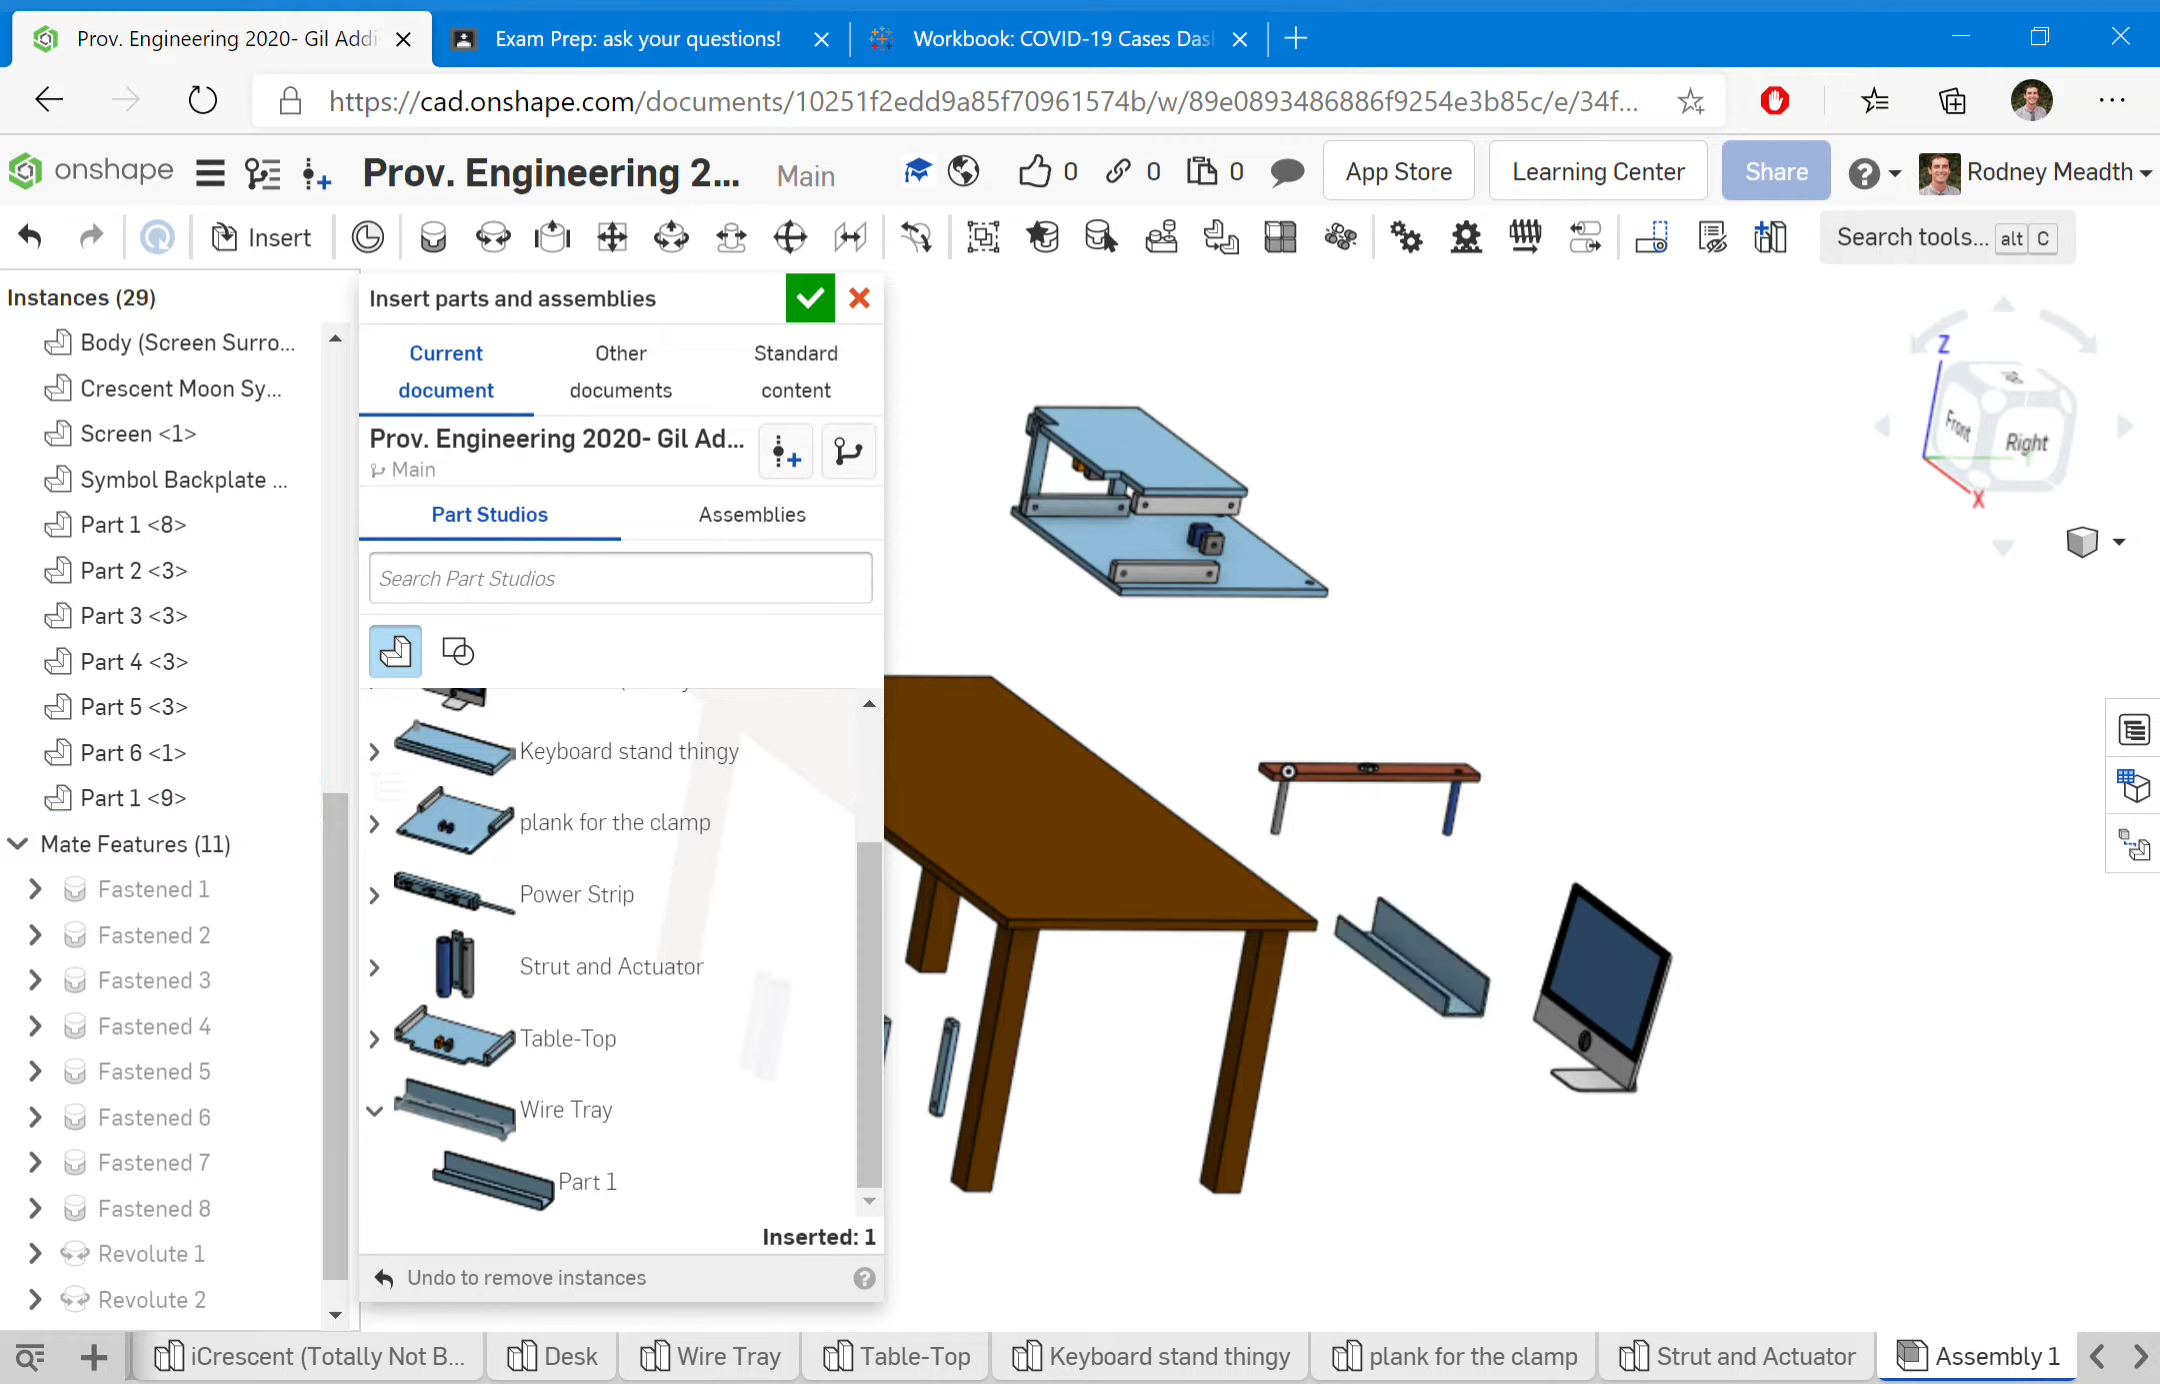 Prov. Engineering 2020- Gil Addi
Exam Prep: ask your questions!
Workbook: COVID-19 Cases Das
https://cad.onshape.com/documents/10251f2edd9a85f70961574b/w/89e0893486886f9254e3b85c/e/34f...
onshape
Prov. Engineering 2...
Main
0
0
0
App Store
Learning Center
Share
Rodney Meadth
Insert
Search tools... alt C
Instances (29)
Body (Screen Surro...
Crescent Moon Sy...
Screen <1>
Symbol Backplate ...
Part 1 <8>
Part 2 <3>
Part 3 <3>
Part 4 <3>
Part 5 <3>
Part 6 <1>
Part 1 <9>
Mate Features (11)
Fastened 1
Fastened 2
Fastened 3
Fastened 4
Fastened 5
Fastened 6
Fastened 7
Fastened 8
Revolute 1
Revolute 2
Insert parts and assemblies
Current document
Other documents
Standard content
Prov. Engineering 2020- Gil Ad...
Main
Part Studios
Assemblies
Search Part Studios
Keyboard stand thingy
plank for the clamp
Power Strip
Strut and Actuator
Table-Top
Wire Tray
Part 1
Inserted: 1
Undo to remove instances
Z
Front
Right
X
iCrescent (Totally Not B...
Desk
Wire Tray
Table-Top
Keyboard stand thingy
plank for the clamp
Strut and Actuator
Assembly 1